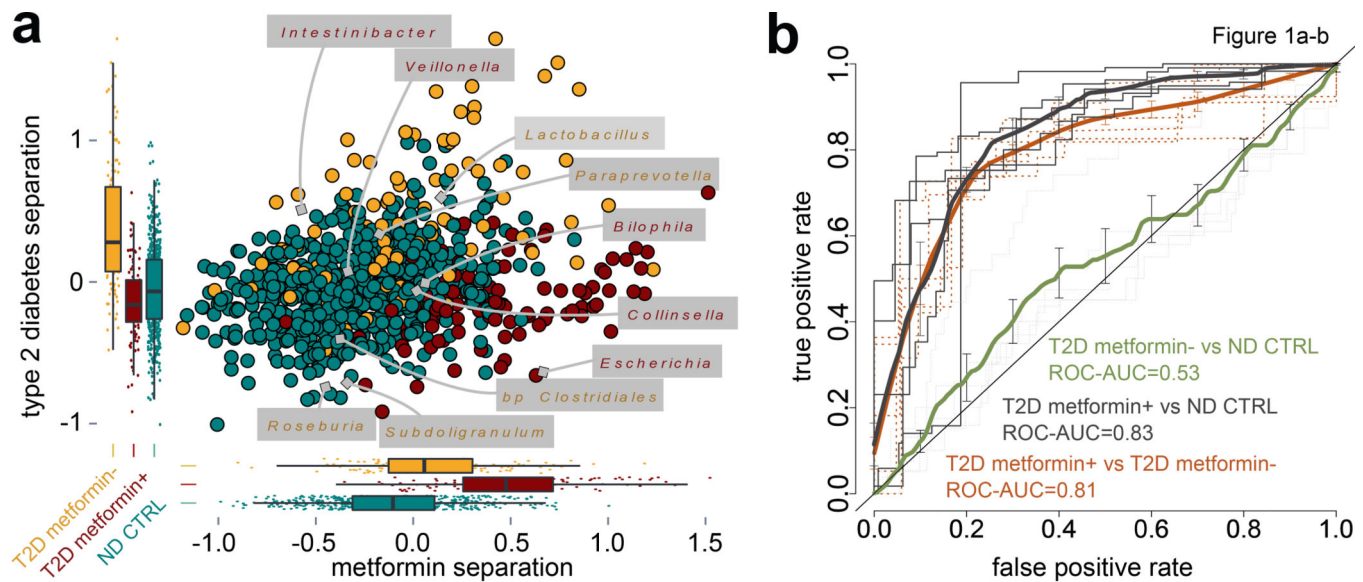 a
Intestinibacter
Veillonella
Lactobacillus
Paraprevotella
Bilophila
Collinsella
Escherichia
bp Clostridiales
Roseburia
Subdoligranulum
type 2 diabetes separation
1
0
-1
T2D metformin-
T2D metformin+
ND CTRL
-1.0
-0.5
0.0
0.5
1.0
1.5
metformin separation
b
Figure 1a-b
true positive rate
1.0
0.8
0.6
0.4
0.2
0.0
T2D metformin- vs ND CTRL
ROC-AUC=0.53
T2D metformin+ vs ND CTRL
ROC-AUC=0.83
T2D metformin+ vs T2D metformin-
ROC-AUC=0.81
0.0
0.2
0.4
0.6
0.8
1.0
false positive rate